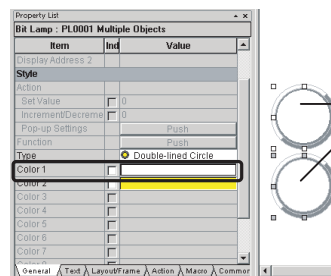 Property List
Bit Lamp : PL0001 Multiple Objects
Item Ind Value
Display Address 2
Style
Action
Set Value 0
Increment/Decreme 0
Pop-up Settings Push
Function Push
Type Double-lined Circle
Color 1
Color 2
Color 3
Color 4
Color 5
Color 6
Color 7
General Text Layout/Frame Action Macro Common